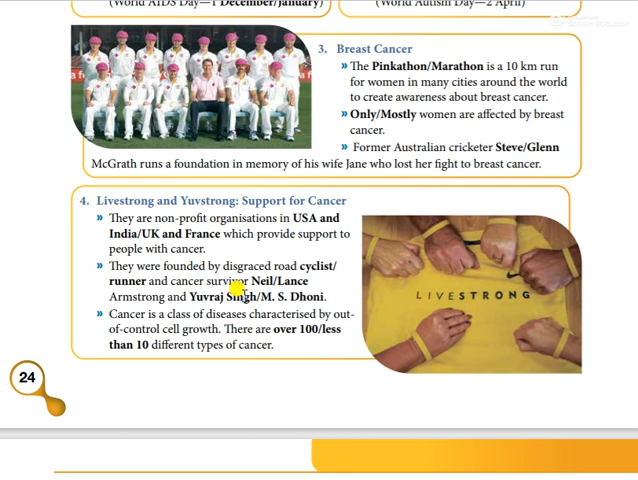 (World AIDS Day—1 December/January)
(World Autism Day—2 April)
3. Breast Cancer
» The Pinkathon/Marathon is a 10 km run
for women in many cities around the world
to create awareness about breast cancer.
» Only/Mostly women are affected by breast
cancer.
» Former Australian cricketer Steve/Glenn
McGrath runs a foundation in memory of his wife Jane who lost her fight to breast cancer.
4. Livestrong and Yuvstrong: Support for Cancer
» They are non-profit organisations in USA and
India/UK and France which provide support to
people with cancer.
» They were founded by disgraced road cyclist/
runner and cancer survivor Neil/Lance
Armstrong and Yuvraj Singh/M. S. Dhoni.
» Cancer is a class of diseases characterised by out-
of-control cell growth. There are over 100/less
than 10 different types of cancer.
LIVESTRONG
24